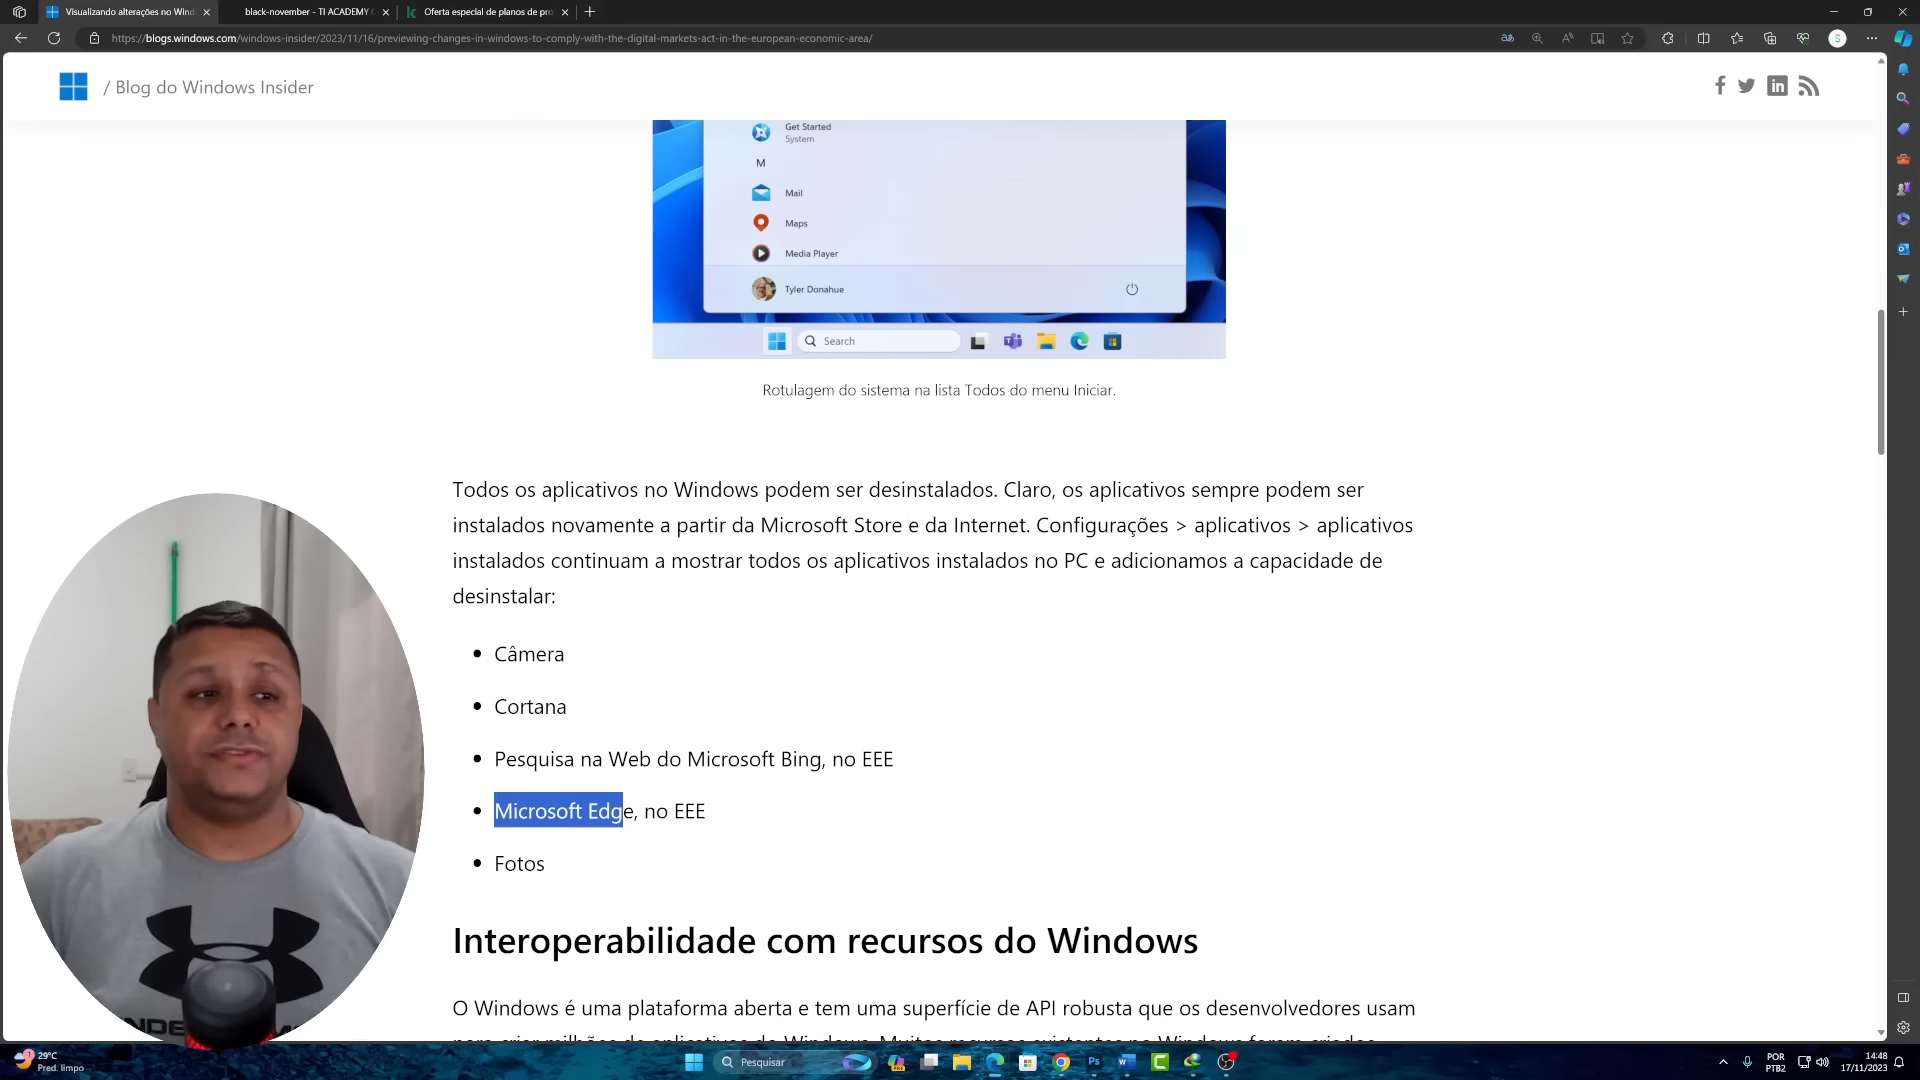 Visualizando alterações no Wind
black-november - TI ACADEMY
Oferta especial de planos de pro
https://blogs.windows.com/windows-insider/2023/11/16/previewing-changes-in-windows-to-comply-with-the-digital-markets-act-in-the-european-economic-area/
/ Blog do Windows Insider
Get Started
System
M
Mail
Maps
Media Player
Tyler Donahue
Search
Rotulagem do sistema na lista Todos do menu Iniciar.
Todos os aplicativos no Windows podem ser desinstalados. Claro, os aplicativos sempre podem ser
instalados novamente a partir da Microsoft Store e da Internet. Configurações > aplicativos > aplicativos
instalados continuam a mostrar todos os aplicativos instalados no PC e adicionamos a capacidade de
desinstalar:
• Câmera
• Cortana
• Pesquisa na Web do Microsoft Bing, no EEE
• Microsoft Edge, no EEE
• Fotos
Interoperabilidade com recursos do Windows
O Windows é uma plataforma aberta e tem uma superfície de API robusta que os desenvolvedores usam
29°C
Pred. limpo
Pesquisar
POR
PTB2
14:48
17/11/2023